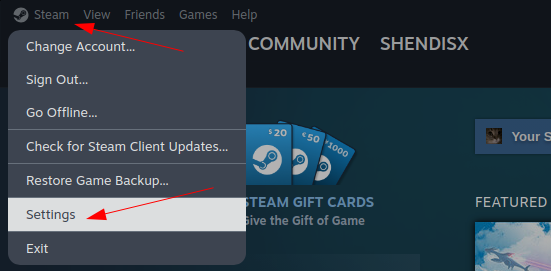 Steam View Friends Games Help
Change Account...
COMMUNITY SHENDISX
Sign Out...
Go Offline...
Check for Steam Client Updates...
Restore Game Backup...
Settings
Exit
$20
€50
¥1000
Your S
STEAM GIFT CARDS
Give the Gift of Game
FEATURED